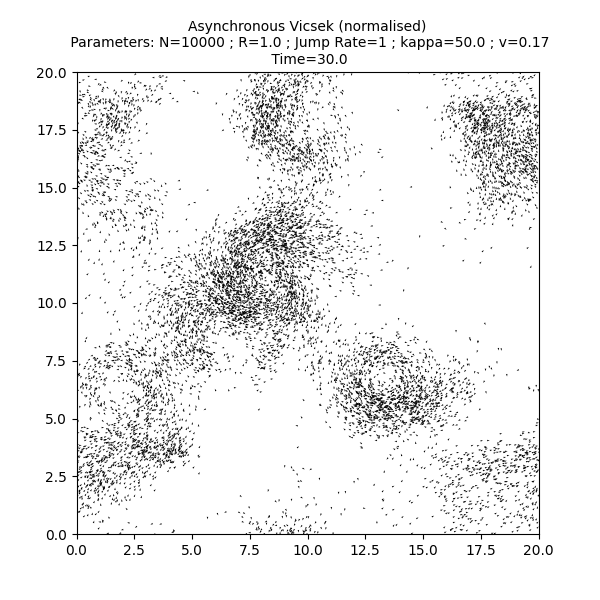 Asynchronous Vicsek (normalised)
Parameters: N=10000 ; R=1.0 ; Jump Rate=1 ; kappa=50.0 ; v=0.17
Time=30.0
20.0
17.5
15.0
12.5
10.0
7.5
5.0
2.5
0.0
0.0 2.5 5.0 7.5 10.0 12.5 15.0 17.5 20.0